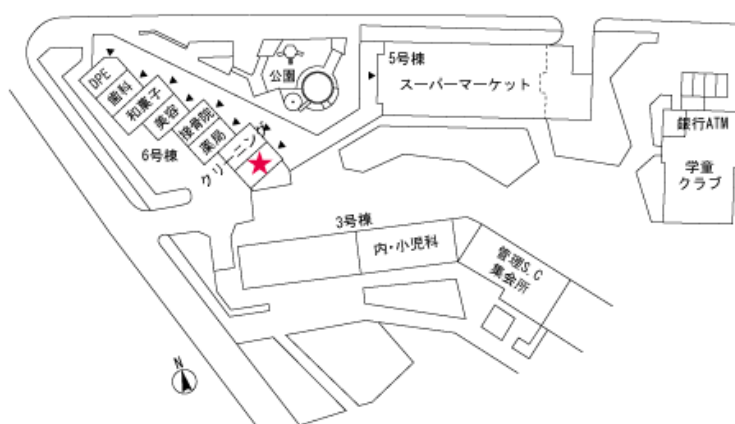 DPE
歯科
和菓子
美容
接骨院
薬局
クリーニング
6号棟
公園
5号棟
スーパーマーケット
銀行ATM
学童
クラブ
3号棟
内・小児科
管理S.C
集会所
N